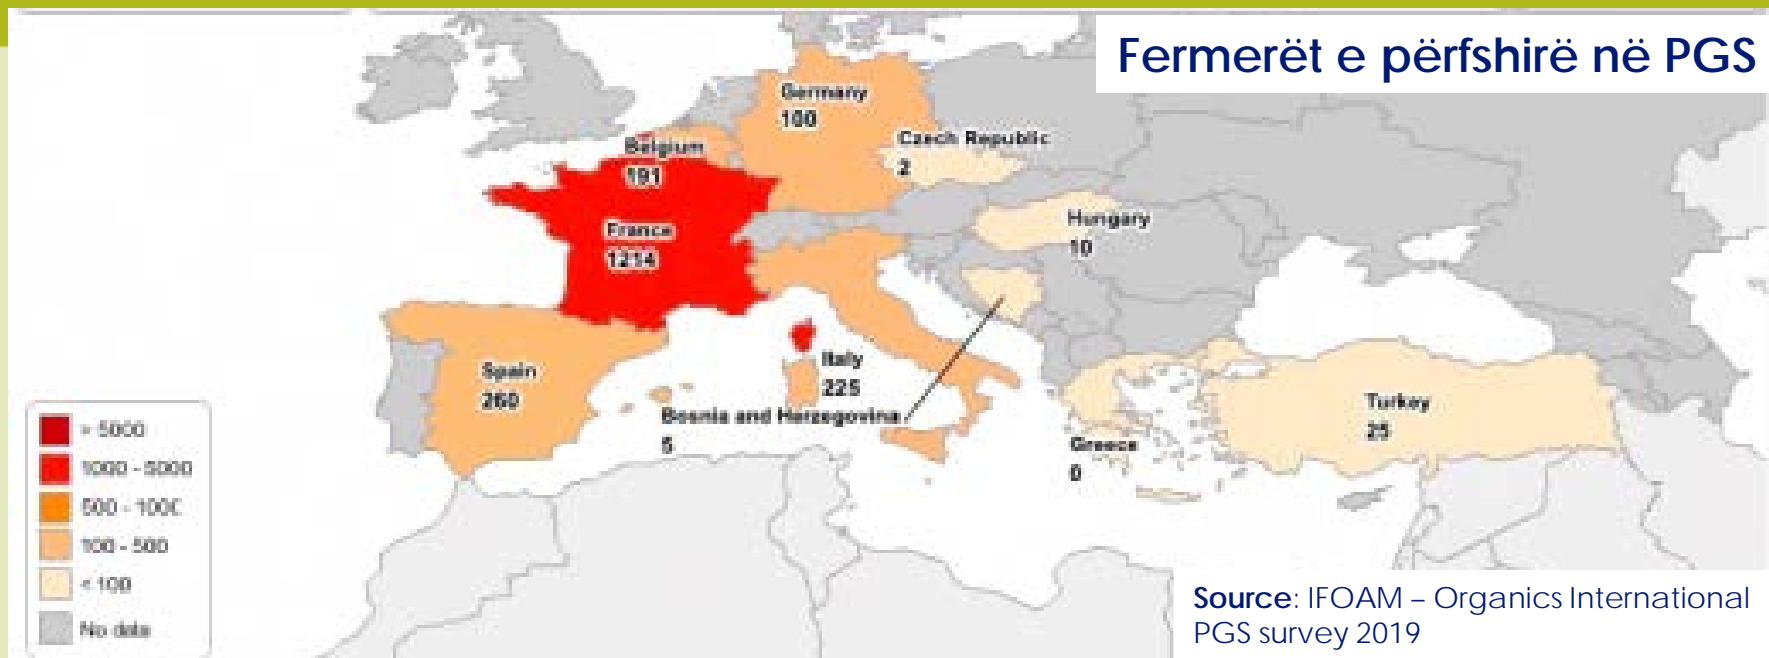 Fermerët e përfshirë në PGS
Germany
100
Czech Republic
2
Belgium
191
France
1214
Hungary
10
Spain
260
Italy
225
Bosnia and Herzegovina
5
Greece
0
Turkey
25
> 5000
1000 - 5000
500 - 1000
100 - 500
< 100
No data
Source: IFOAM – Organics International
PGS survey 2019